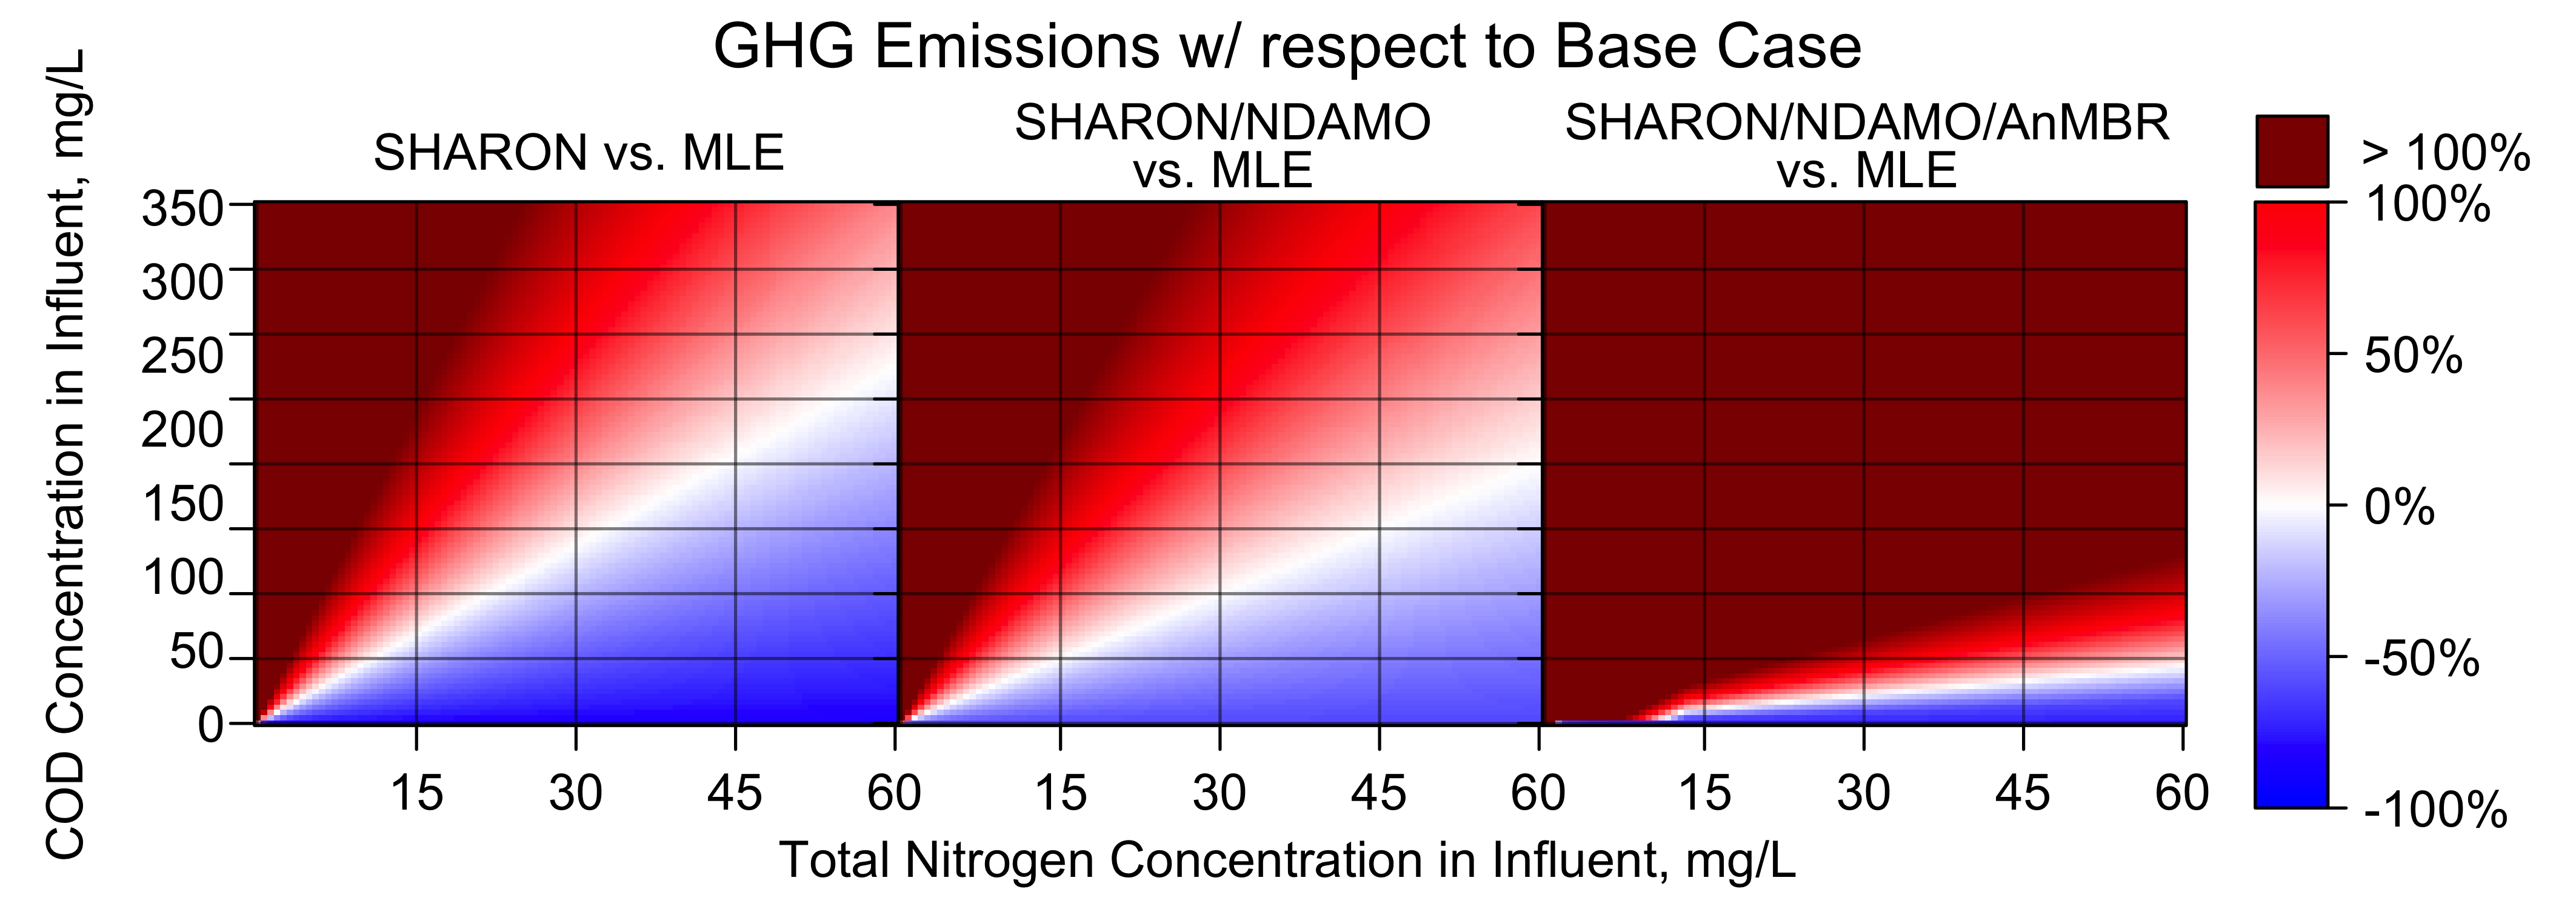 GHG Emissions w/ respect to Base Case
SHARON vs. MLE
SHARON/NDAMO
vs. MLE
SHARON/NDAMO/AnMBR
vs. MLE
COD Concentration in Influent, mg/L
350
300
250
200
150
100
50
0
15 30 45 60 15 30 45 60 15 30 45 60
Total Nitrogen Concentration in Influent, mg/L
> 100%
100%
50%
0%
-50%
-100%